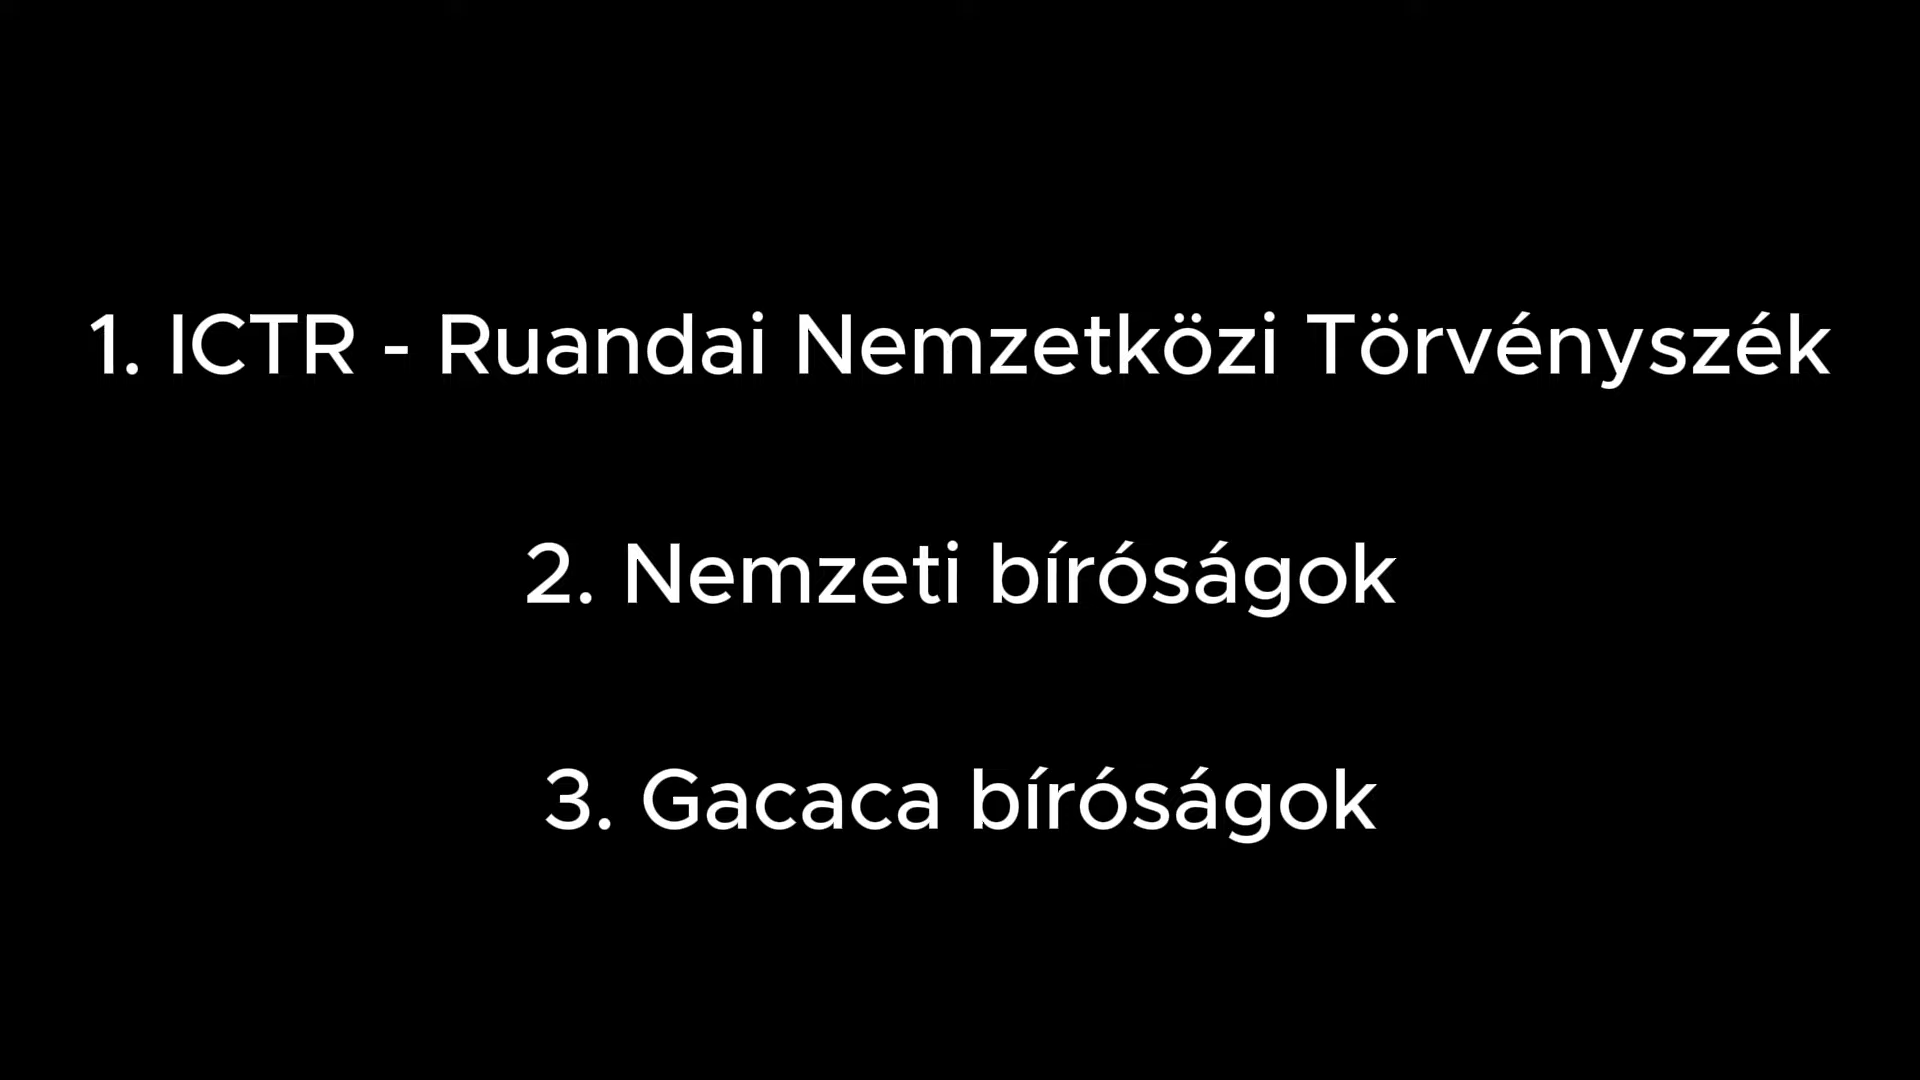 1. ICTR - Ruandai Nemzetközi Törvényszék
2. Nemzeti bíróságok
3. Gacaca bíróságok